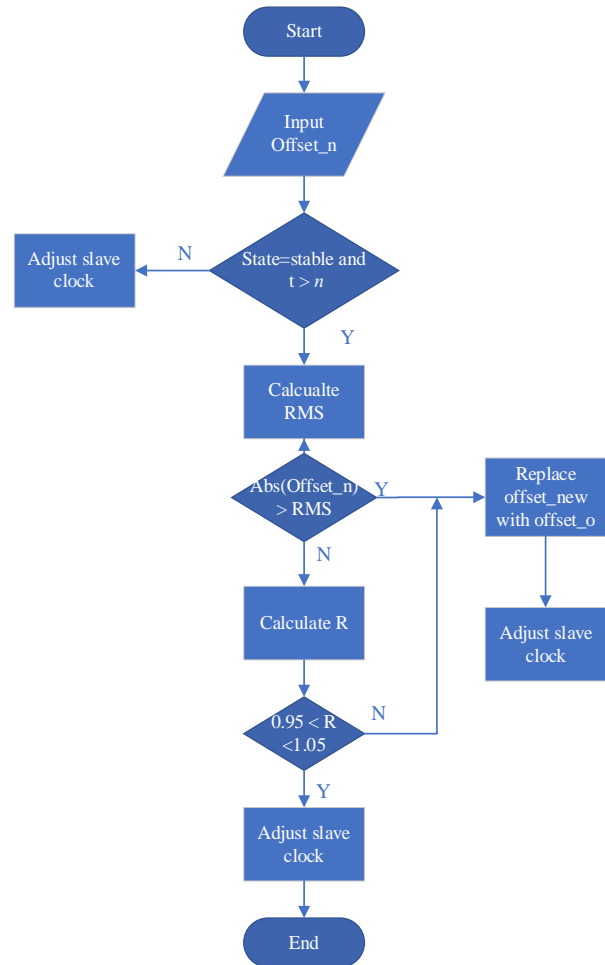 Start
Input
Offset_n
State=stable and
t > n
N
Adjust slave
clock
Y
Calcualte
RMS
Abs(Offset_n)
> RMS
Y
Replace
offset_new
with offset_o
N
Calculate R
Adjust slave
clock
0.95 < R
<1.05
N
Y
Adjust slave
clock
End